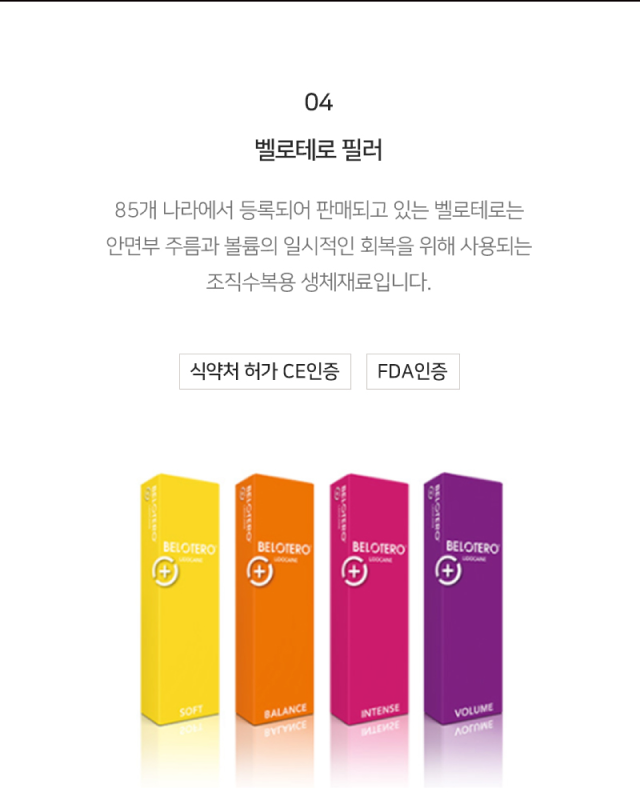 04
벨로테로 필러
85개 나라에서 등록되어 판매되고 있는 벨로테로는
안면부 주름과 볼륨의 일시적인 회복을 위해 사용되는
조직수복용 생체재료입니다.
식약처 허가 CE인증
FDA인증
BELOTERO
BELOTERO
BELOTERO
BELOTERO
BELOTERO®
LIDOCAINE
BELOTERO®
LIDOCAINE
BELOTERO®
LIDOCAINE
BELOTERO®
LIDOCAINE
SOFT
BALANCE
INTENSE
VOLUME